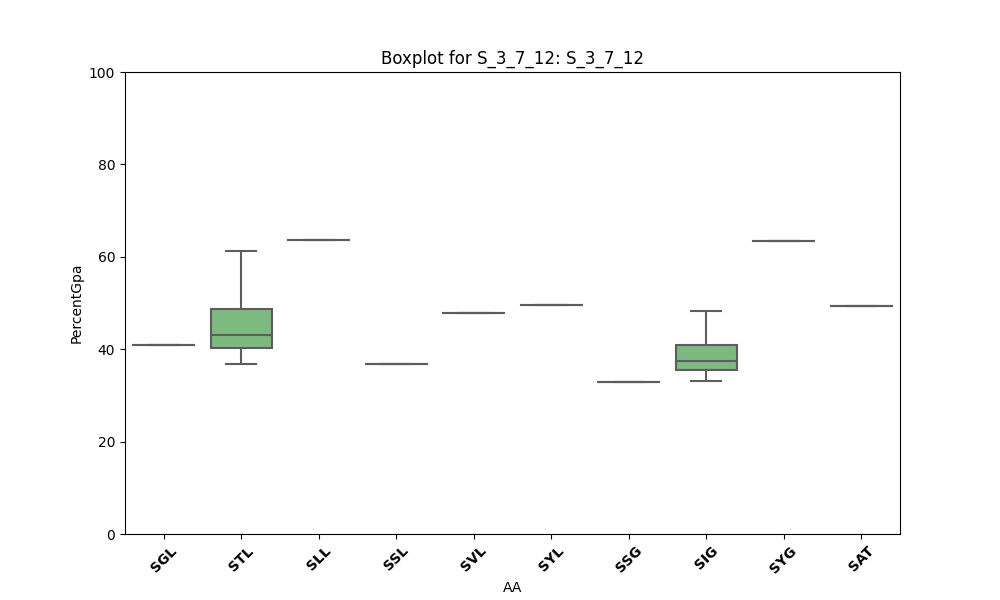 Boxplot for S_3_7_12: S_3_7_12
100
80
60
40
20
0
PercentGpa
SGL
STL
SLL
SSL
SVL
SYL
SSG
SIG
SYG
SAT
AA